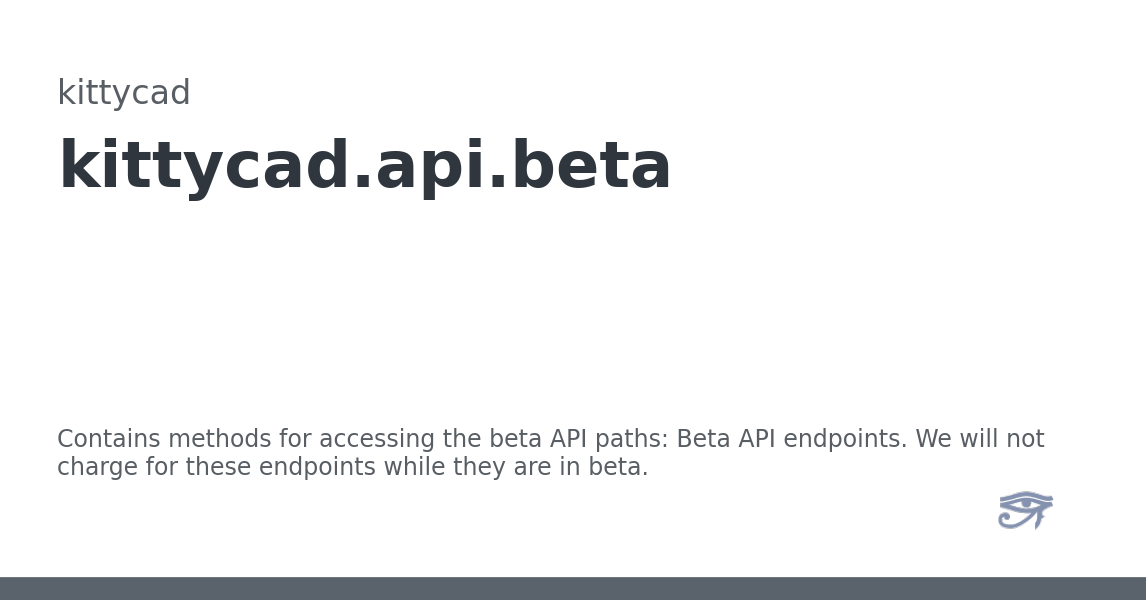 kittycad
kittycad.api.beta
Contains methods for accessing the beta API paths: Beta API endpoints. We will not
charge for these endpoints while they are in beta.